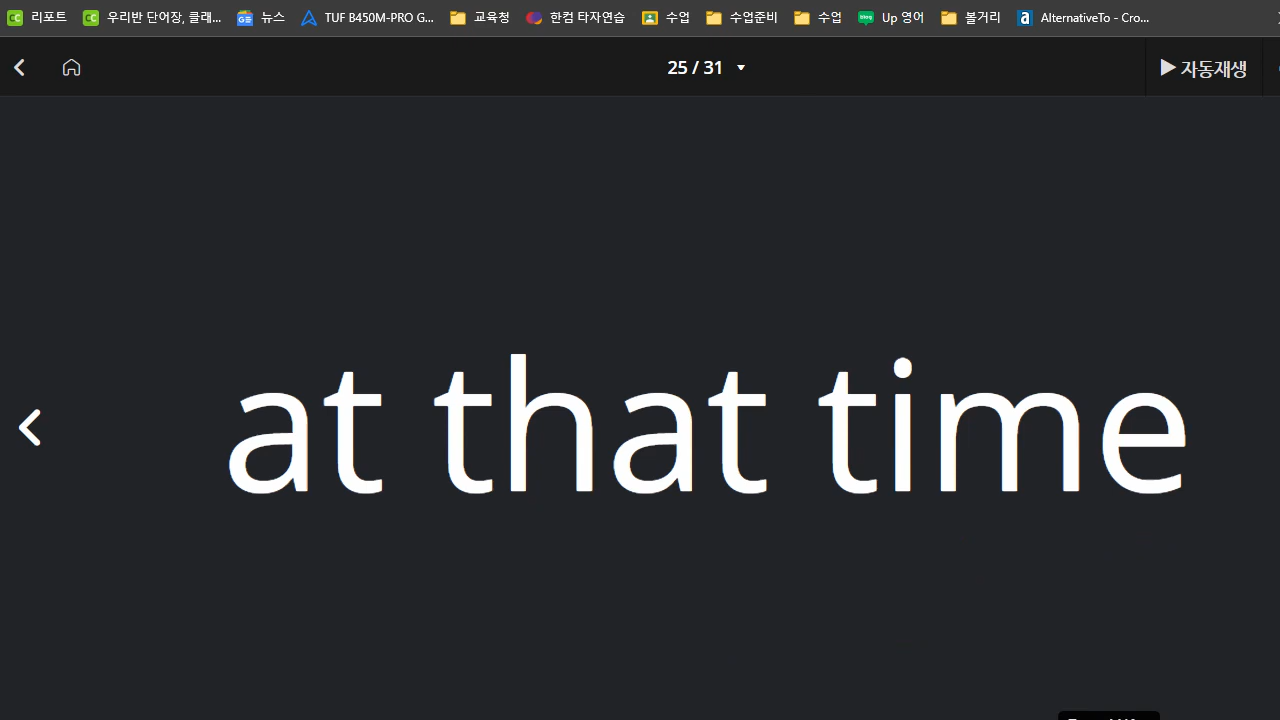 리포트 우리반 단어장, 클래... 뉴스 TUF B450M-PRO G... 교육청 한컴 타자연습 수업 수업준비 수업 Up 영어 볼거리 AlternativeTo - Cro...
25 / 31 ▶ 자동재생
at that time